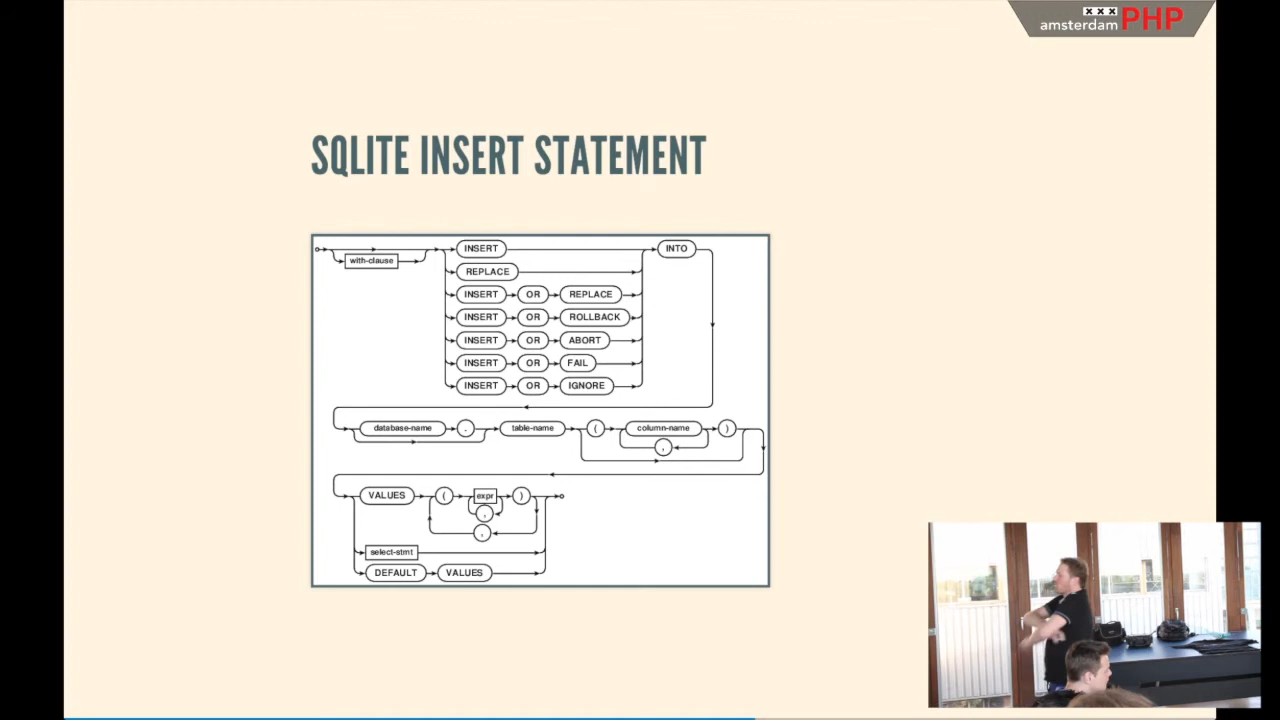 xxx
amsterdamPHP
SQLITE INSERT STATEMENT
INSERT INTO
with-clause
REPLACE
INSERT OR REPLACE
INSERT OR ROLLBACK
INSERT OR ABORT
INSERT OR FAIL
INSERT OR IGNORE
database-name . table-name ( column-name )
,
VALUES ( expr )
,
,
select-stmt
DEFAULT VALUES